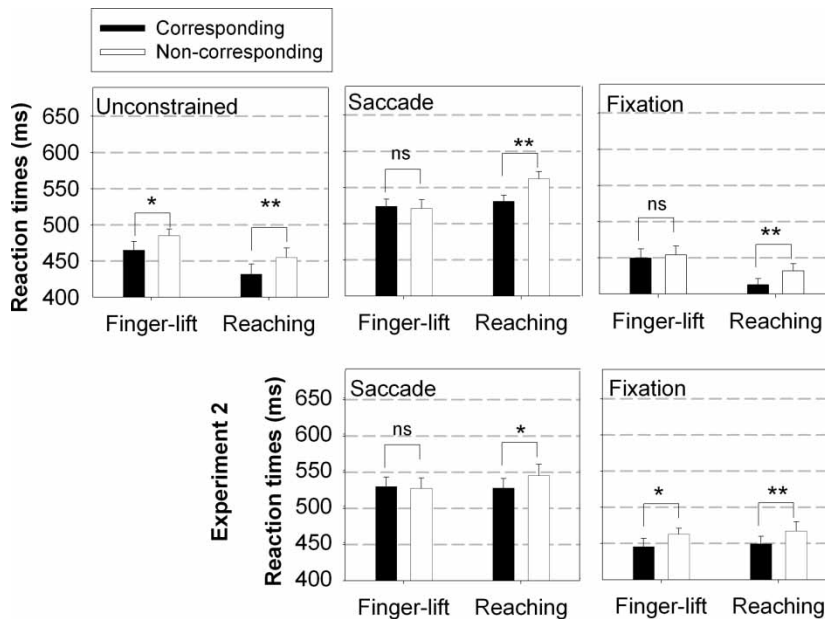 Corresponding
Non-corresponding
Reaction times (ms)
650
600
550
500
450
400
Unconstrained
*
**
Finger-lift
Reaching
Saccade
ns
**
Finger-lift
Reaching
Fixation
ns
**
Finger-lift
Reaching
Experiment 2
Reaction times (ms)
650
600
550
500
450
400
Saccade
ns
*
Finger-lift
Reaching
Fixation
*
**
Finger-lift
Reaching